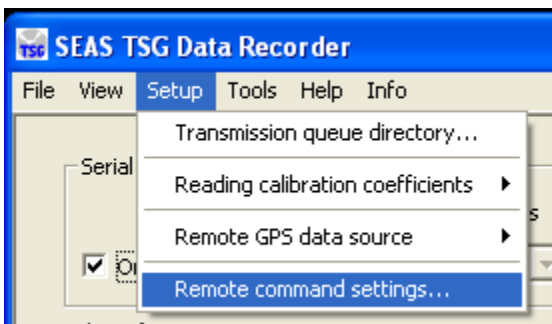 TSG SEAS TSG Data Recorder
File View Setup Tools Help Info
Transmission queue directory...
Serial
Reading calibration coefficients
s
Remote GPS data source
Remote command settings...